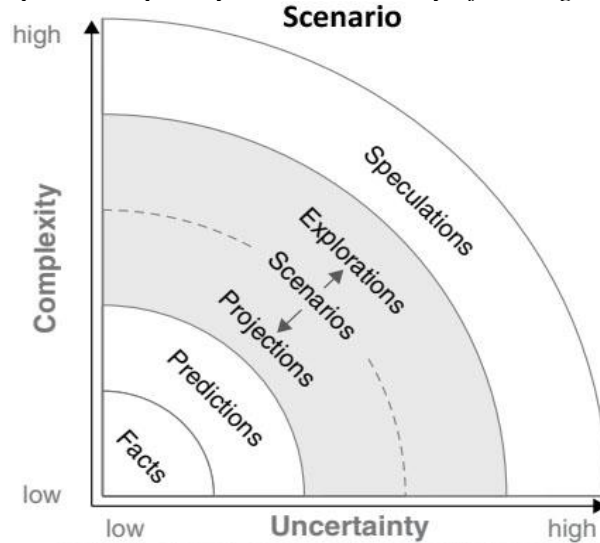 Scenario
high
Complexity
Speculations
Explorations
Scenarios
Projections
Predictions
Facts
low
low
Uncertainty
high